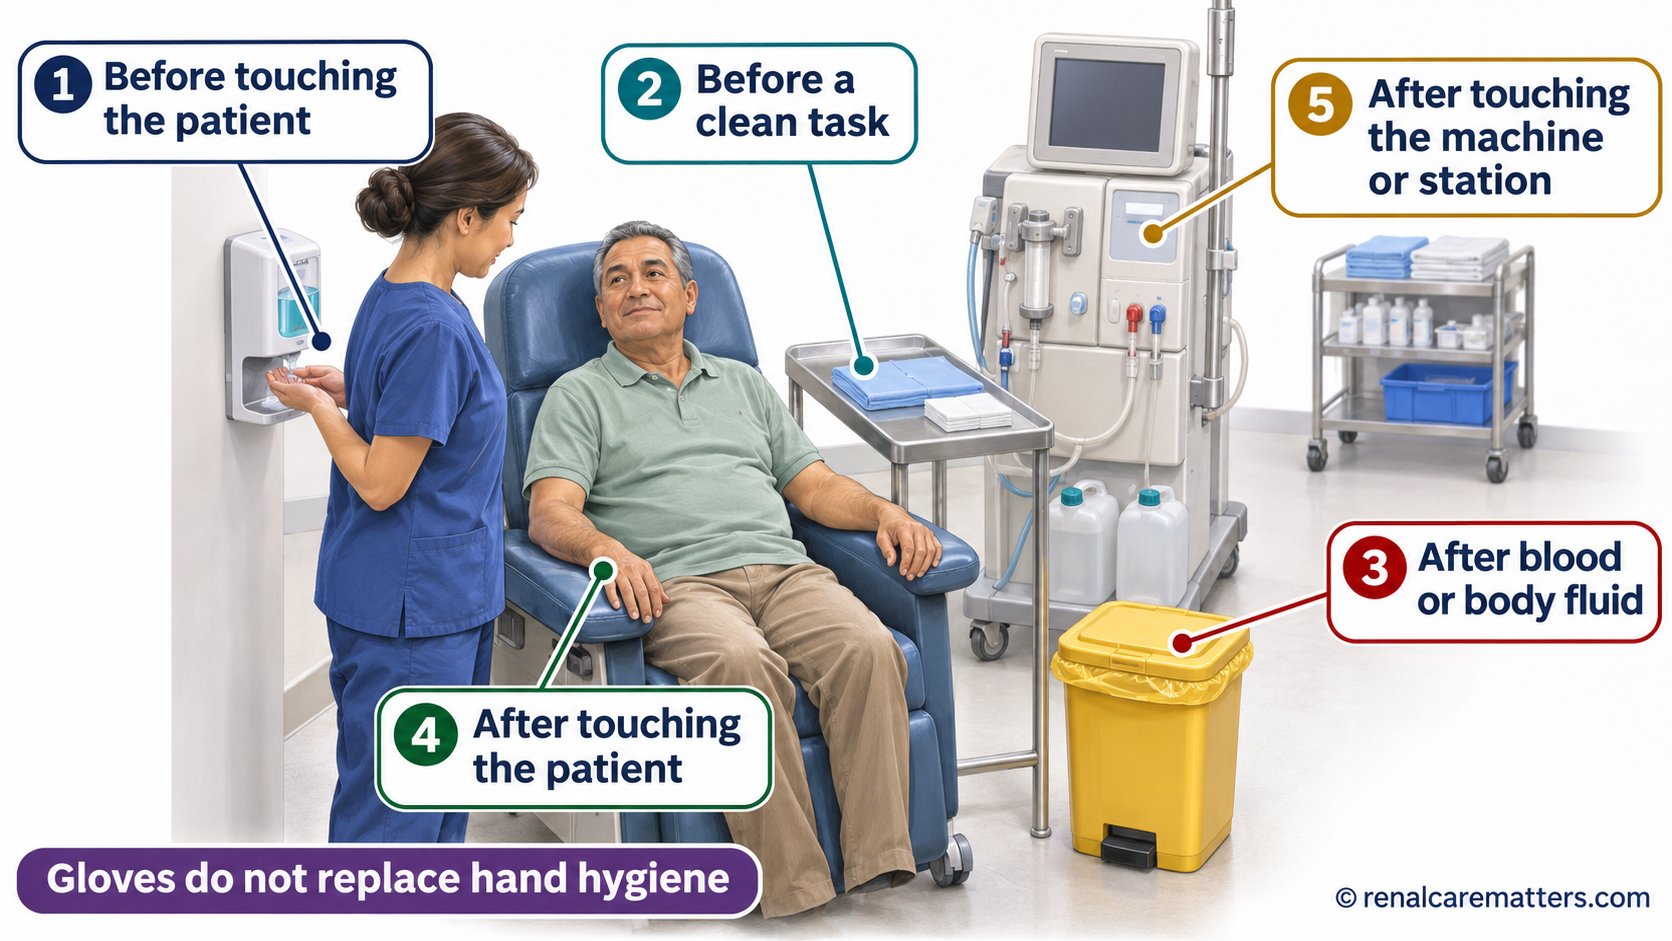 1 Before touching
the patient
2 Before a
clean task
5 After touching
the machine
or station
3 After blood
or body fluid
4 After touching
the patient
Gloves do not replace hand hygiene
© renalcarematters.com